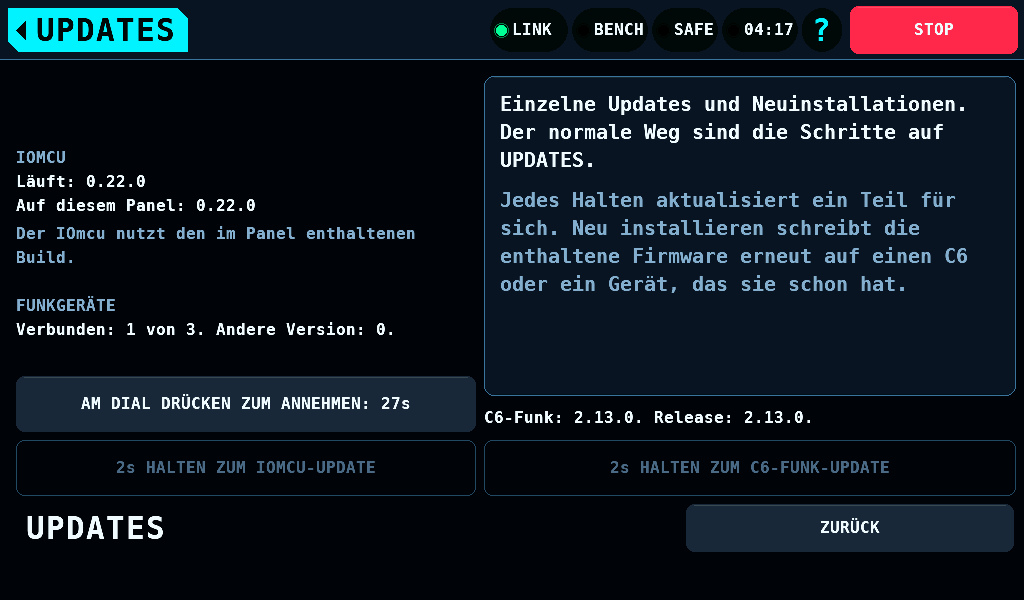 UPDATES
LINK
BENCH
SAFE
04:17
?
STOP
IOMCU
Läuft: 0.22.0
Auf diesem Panel: 0.22.0
Der IOmcu nutzt den im Panel enthaltenen
Build.
FUNKGERÄTE
Verbunden: 1 von 3. Andere Version: 0.
AM DIAL DRÜCKEN ZUM ANNEHMEN: 27s
2s HALTEN ZUM IOMCU-UPDATE
Einzelne Updates und Neuinstallationen.
Der normale Weg sind die Schritte auf
UPDATES.
Jedes Halten aktualisiert ein Teil für
sich. Neu installieren schreibt die
enthaltene Firmware erneut auf einen C6
oder ein Gerät, das sie schon hat.
C6-Funk: 2.13.0. Release: 2.13.0.
2s HALTEN ZUM C6-FUNK-UPDATE
UPDATES
ZURÜCK